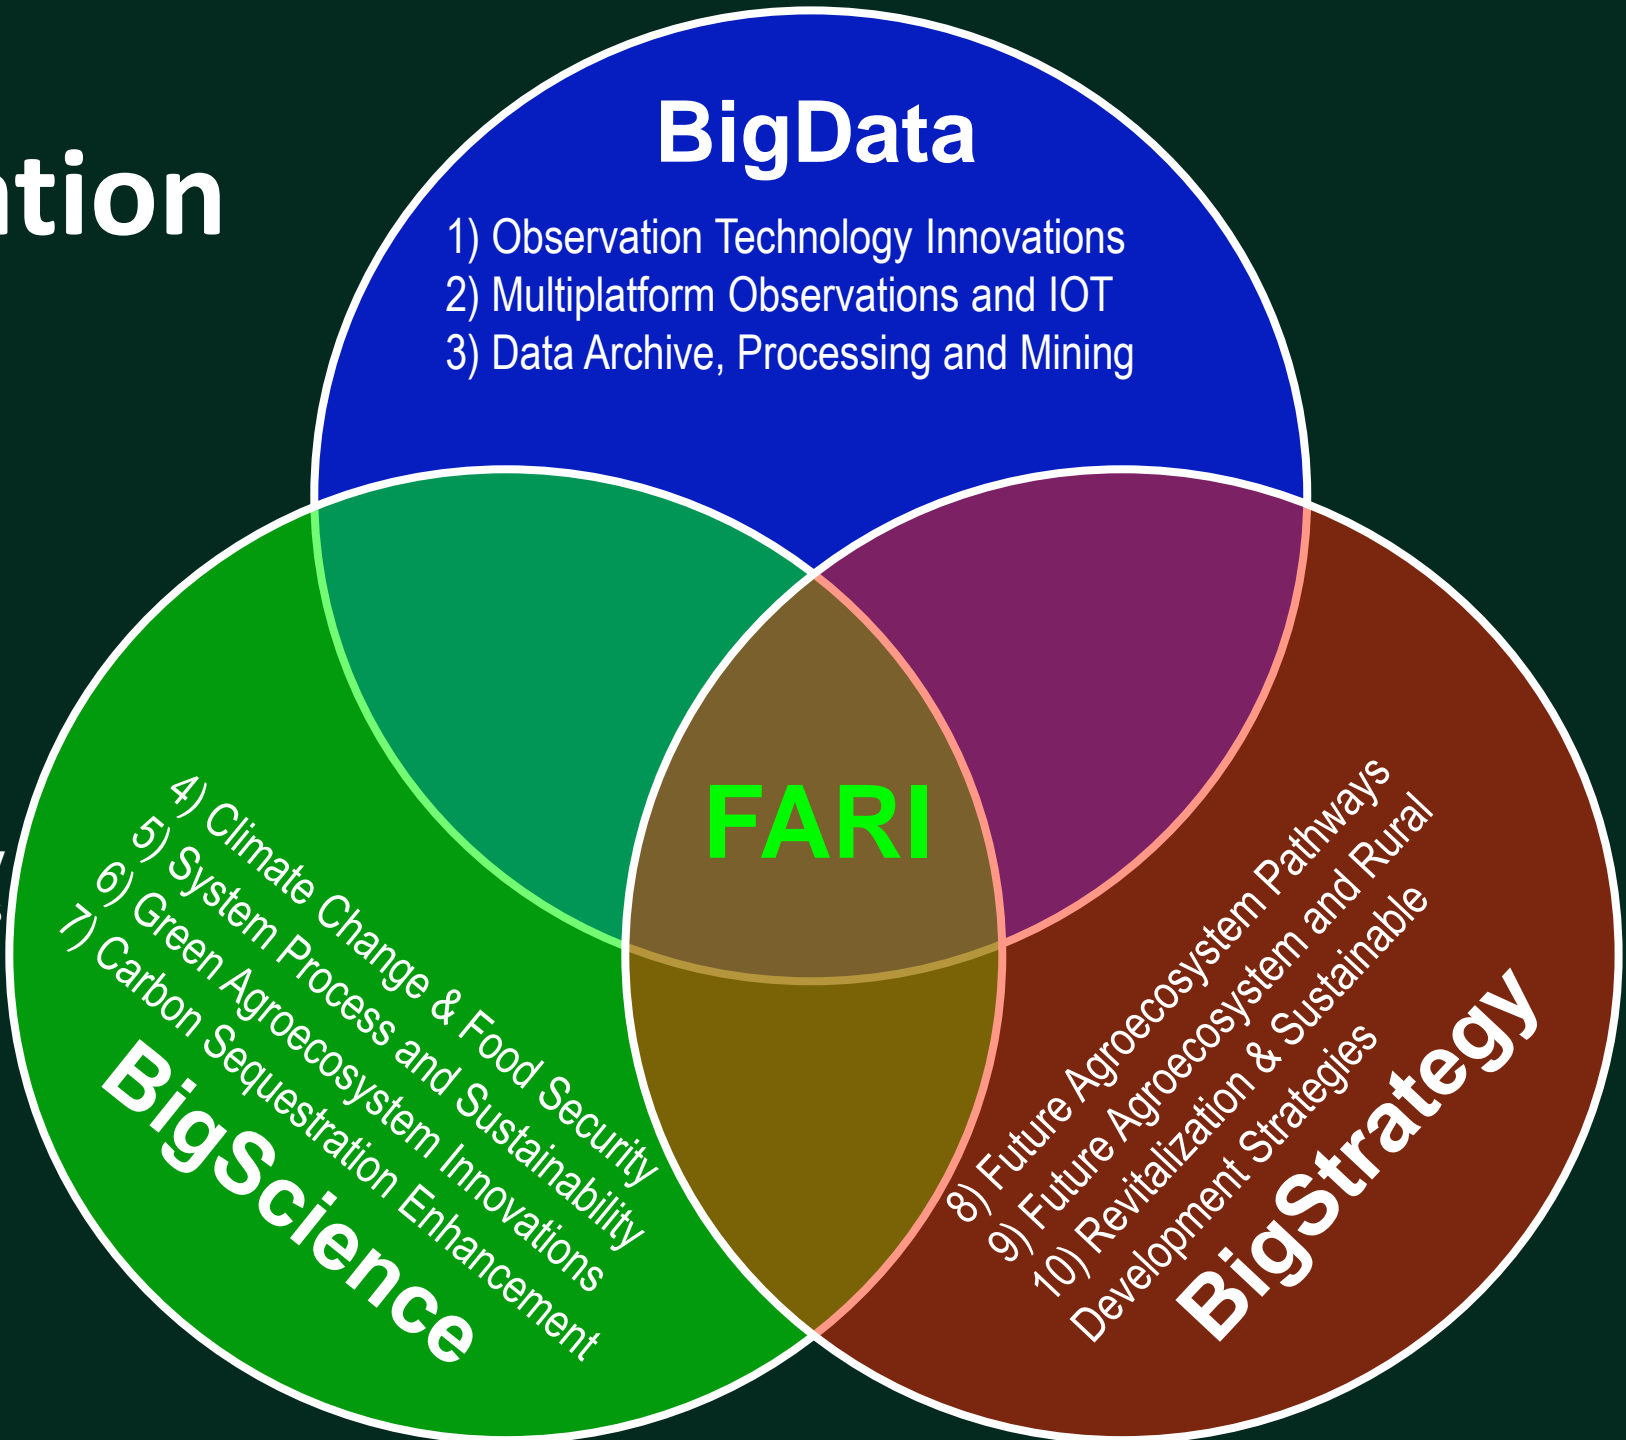 BigData
1) Observation Technology Innovations
2) Multiplatform Observations and IOT
3) Data Archive, Processing and Mining
FARI
4) Climate Change & Food Security
5) System Process and Sustainability
6) Green Agroecosystem Innovations
7) Carbon Sequestration Enhancement
BigScience
8) Future Agroecosystem Pathways
9) Future Agroecosystem and Rural
10) Revitalization & Sustainable
Development Strategies
BigStrategy